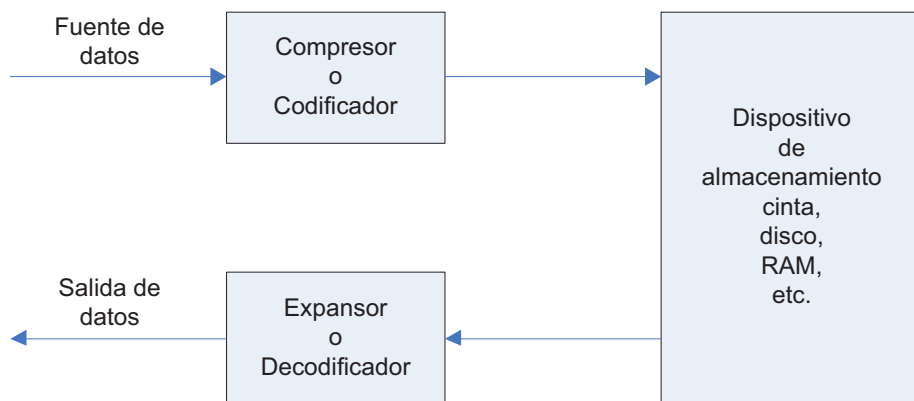 Fuente de
datos
Compresor
o
Codificador
Dispositivo
de
almacenamiento
cinta,
disco,
RAM,
etc.
Salida de
datos
Expansor
o
Decodificador